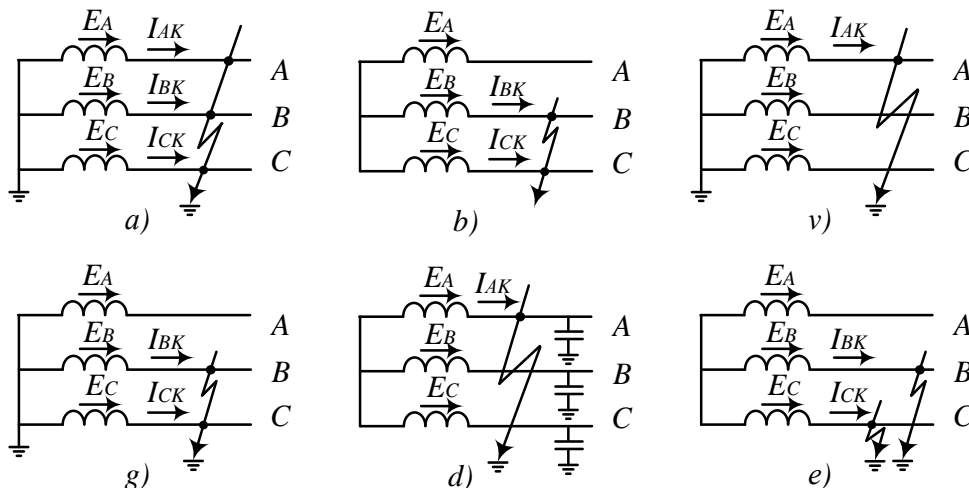 EA IAK A
EB IBK B
EC ICK C
a)
EA A
EB IBK B
EC ICK C
b)
EA IAK A
EB B
EC C
v)
EA A
EB IBK B
EC ICK C
g)
EA IAK A
EB B
EC C
d)
EA A
EB IBK B
EC ICK C
e)